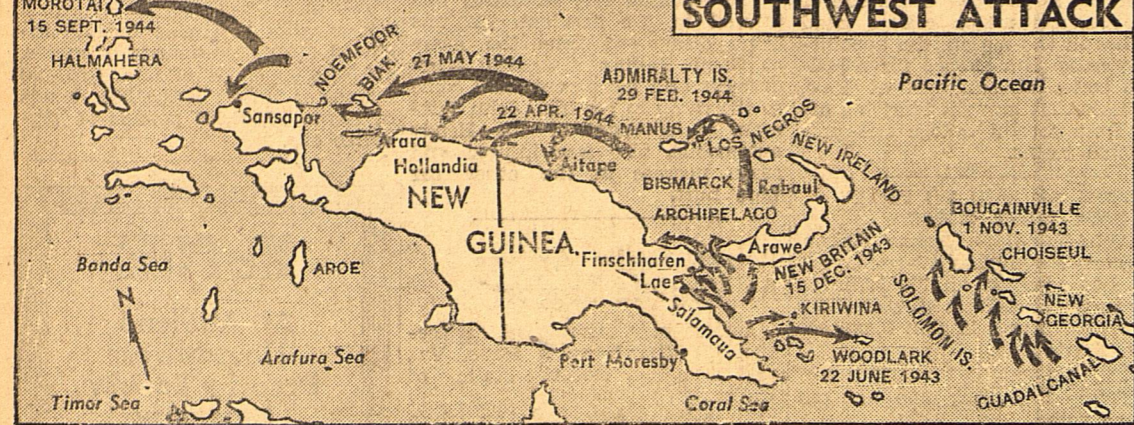 SOUTHWEST ATTACK
MOROTAI
15 SEPT. 1944
HALMAHERA
NOEMFOOR
BIAK
27 MAY 1944
ADMIRALTY IS.
29 FEB. 1944
Pacific Ocean
Sansapor
22 APR. 1944
MANUS
LOS NEGROS
NEW IRELAND
Arara
Hollandia
Aitape
BISMARCK
ARCHIPELAGO
Rabaul
NEW
GUINEA
BOUGAINVILLE
1 NOV. 1943
CHOISEUL
Arawe
NEW BRITAIN
15 DEC. 1943
Finschhafen
Lae
Salamaua
Banda Sea
AROE
N
KIRIWINA
SOLOMON IS.
NEW
GEORGIA
Arafura Sea
Port Moresby
WOODLARK
22 JUNE 1943
GUADALCANAL
Timor Sea
Coral Sea